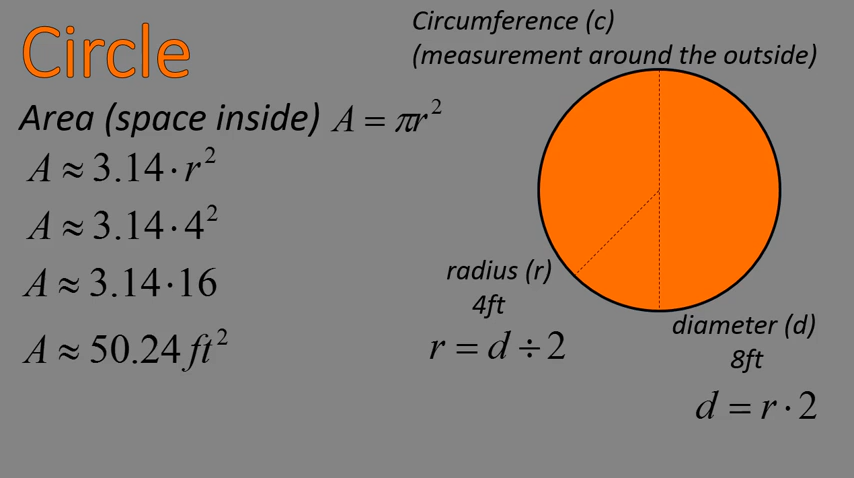 Circle
Circumference (c)
(measurement around the outside)
Area (space inside) A = πr²
A ≈ 3.14 · r²
A ≈ 3.14 · 4²
A ≈ 3.14 · 16
A ≈ 50.24 ft²
radius (r)
4ft
r = d ÷ 2
diameter (d)
8ft
d = r · 2